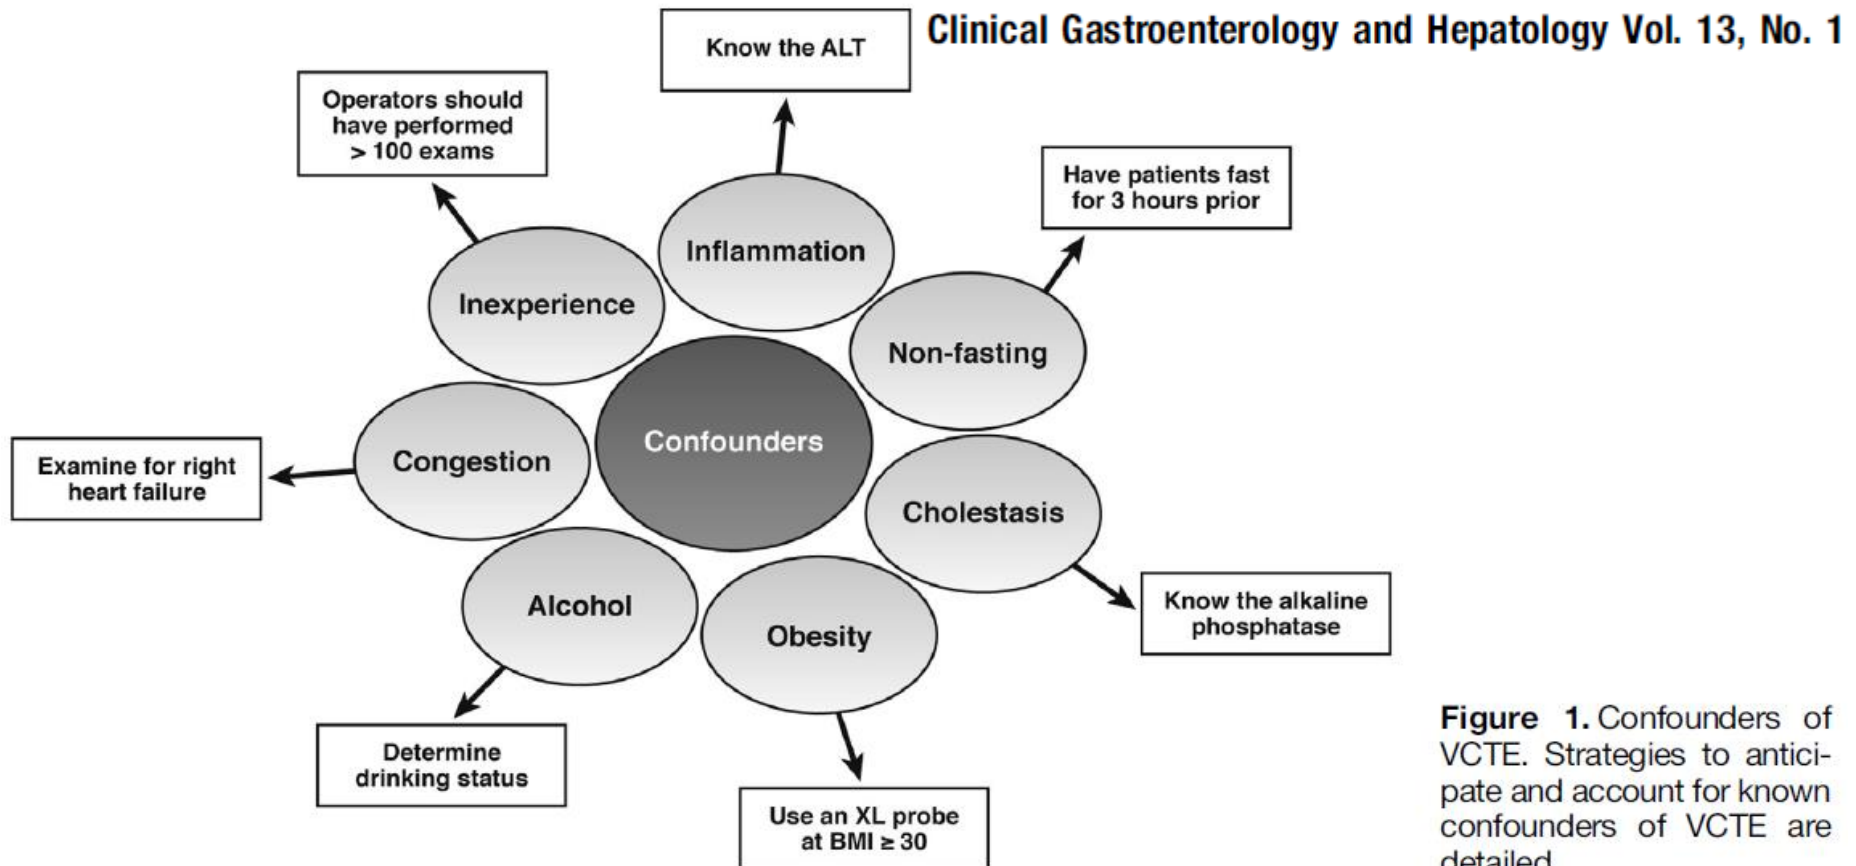 Clinical Gastroenterology and Hepatology Vol. 13, No. 1
Know the ALT
Operators should
have performed
> 100 exams
Have patients fast
for 3 hours prior
Inflammation
Inexperience
Non-fasting
Confounders
Congestion
Examine for right
heart failure
Cholestasis
Alcohol
Obesity
Know the alkaline
phosphatase
Determine
drinking status
Use an XL probe
at BMI ≥ 30
Figure 1. Confounders of
VCTE. Strategies to antici-
pate and account for known
confounders of VCTE are
detailed